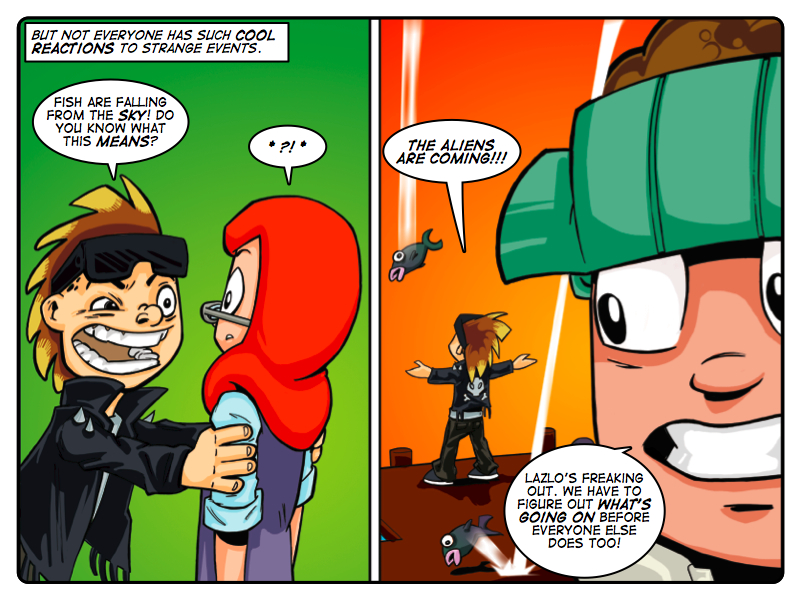 BUT NOT EVERYONE HAS SUCH COOL
REACTIONS TO STRANGE EVENTS.
FISH ARE FALLING
FROM THE SKY! DO
YOU KNOW WHAT
THIS MEANS?
* ?! *
THE ALIENS
ARE COMING!!!
LAZLO'S FREAKING
OUT. WE HAVE TO
FIGURE OUT WHAT'S
GOING ON BEFORE
EVERYONE ELSE
DOES TOO!